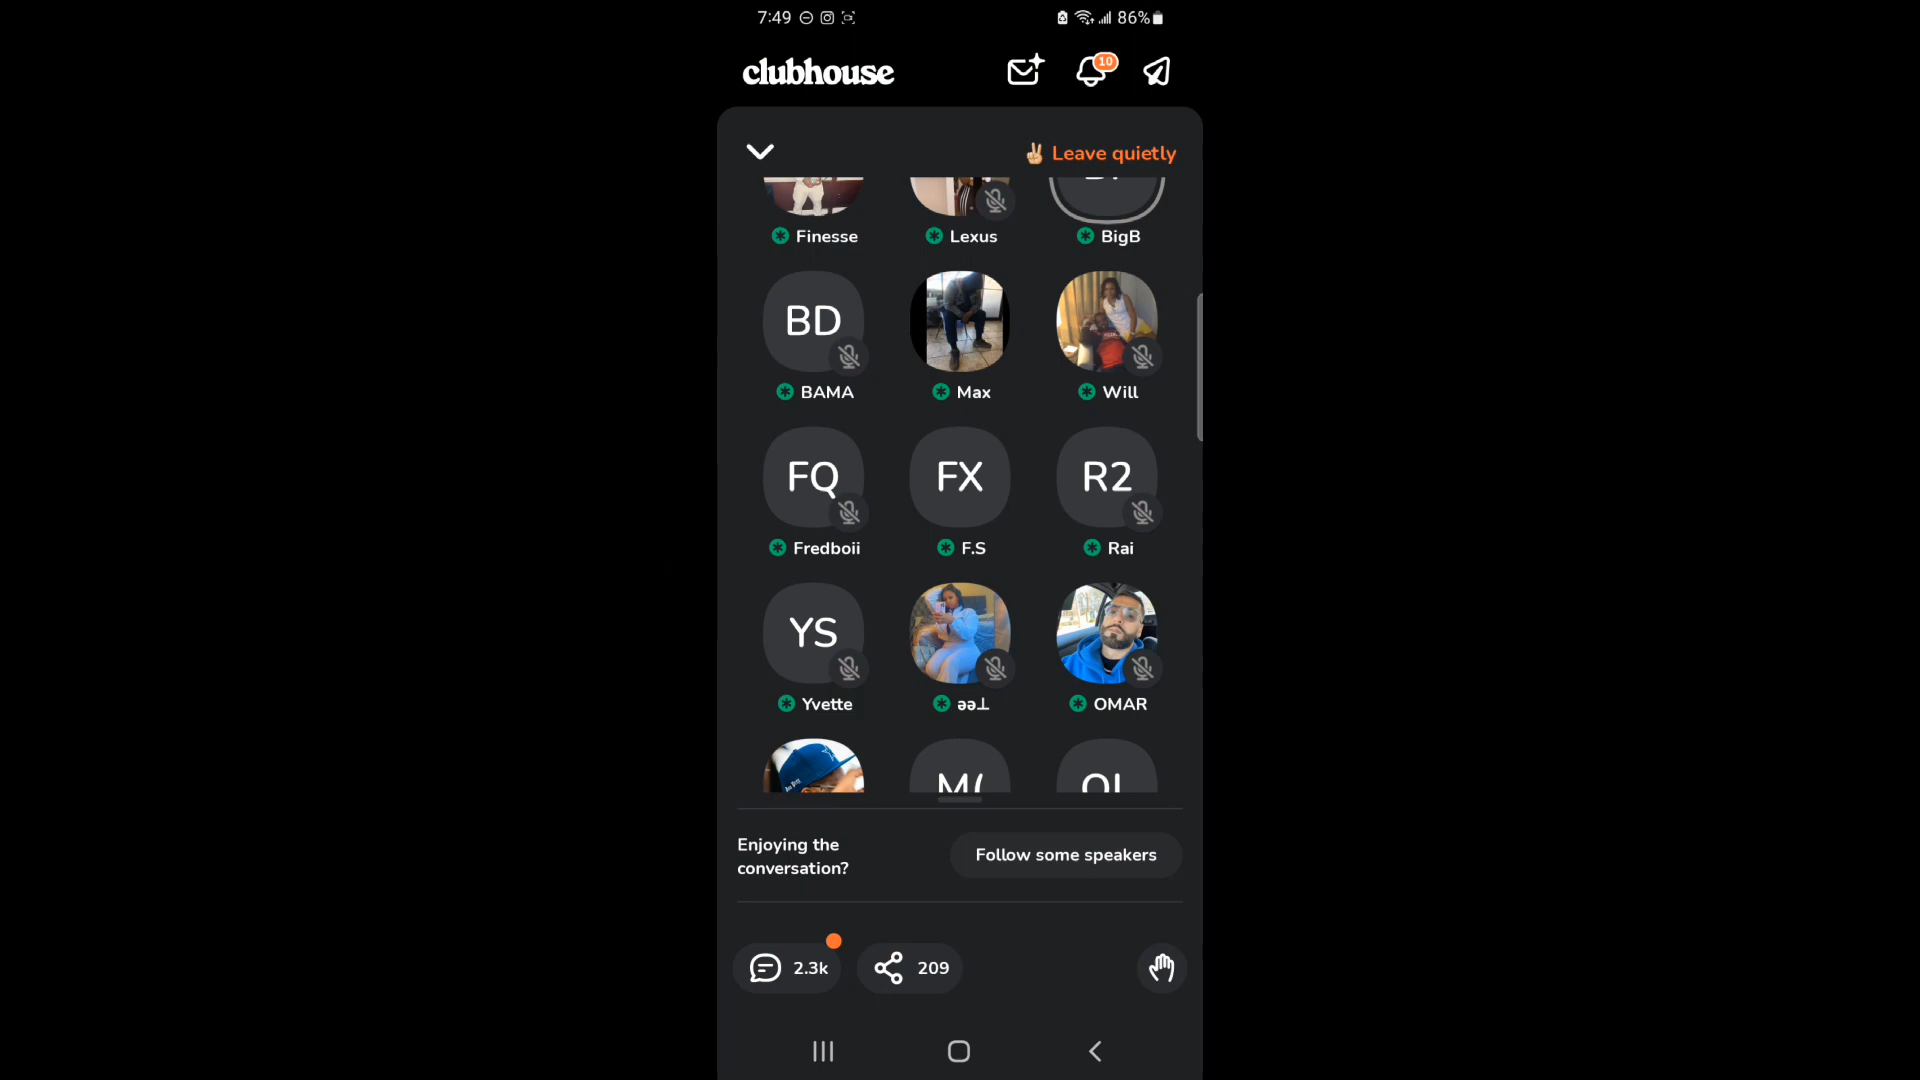 7:49 86%
clubhouse 10
✌🏼 Leave quietly
Finesse Lexus BigB
BD
BAMA Max Will
FQ FX R2
Fredboii F.S Rai
YS
Yvette ǝǝ⊥ OMAR
Enjoying the
conversation?
Follow some speakers
2.3k 209